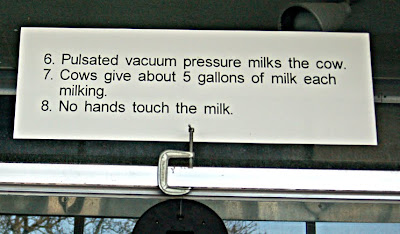 6. Pulsated vacuum pressure milks the cow.
7. Cows give about 5 gallons of milk each
milking.
8. No hands touch the milk.